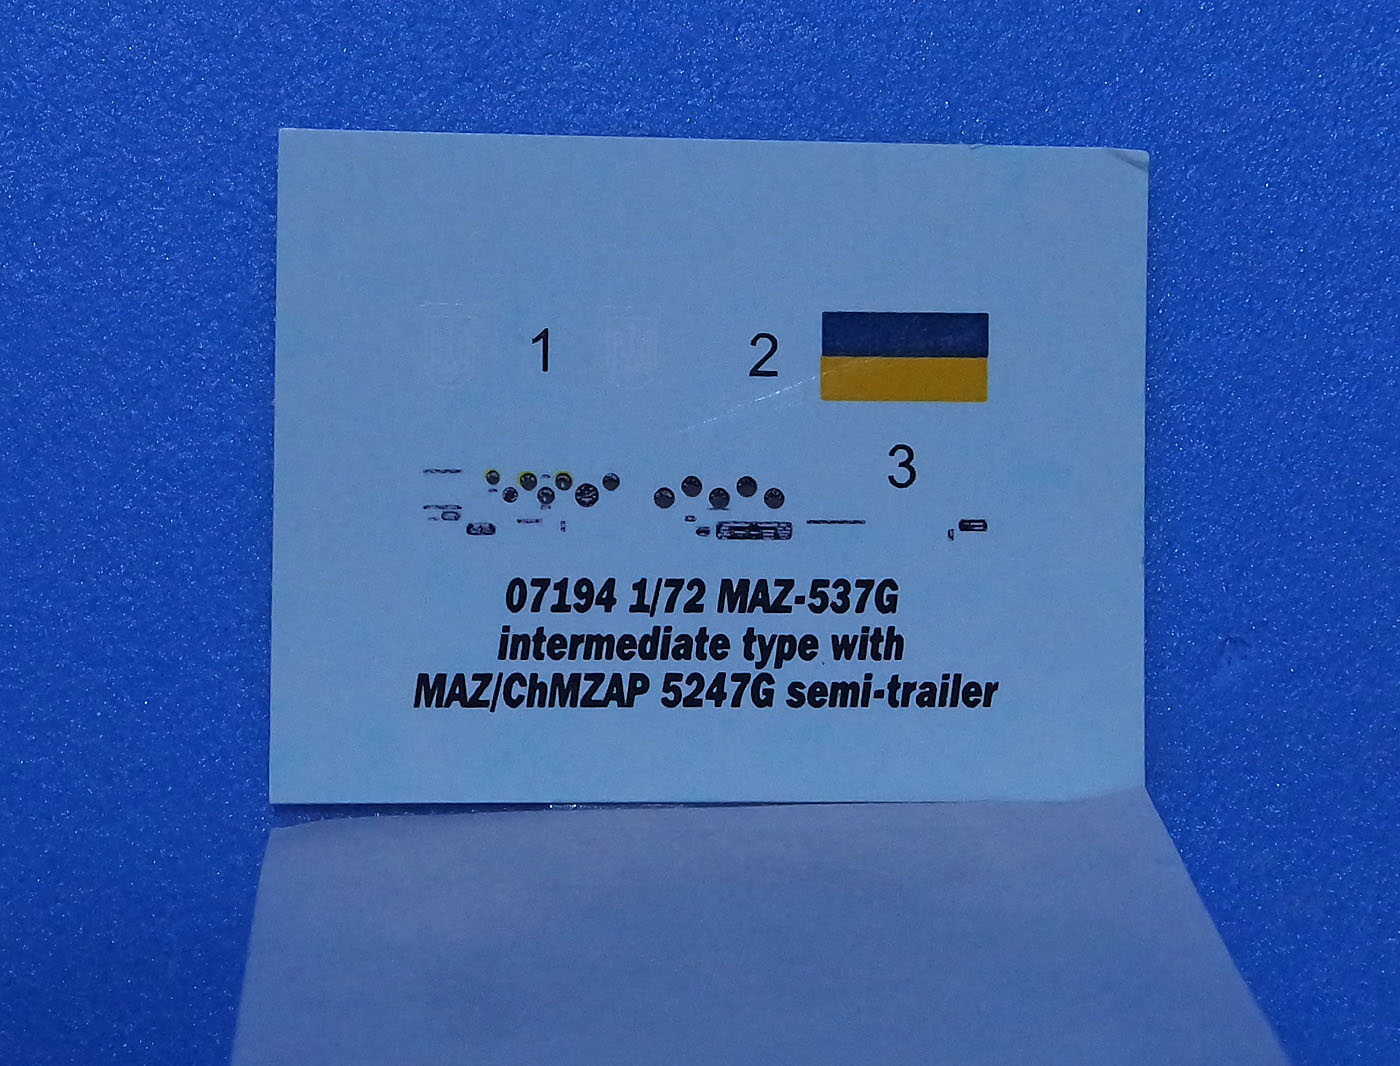 1
2
3
07194 1/72 MAZ-537G
intermediate type with
MAZ/ChMZAP 5247G semi-trailer